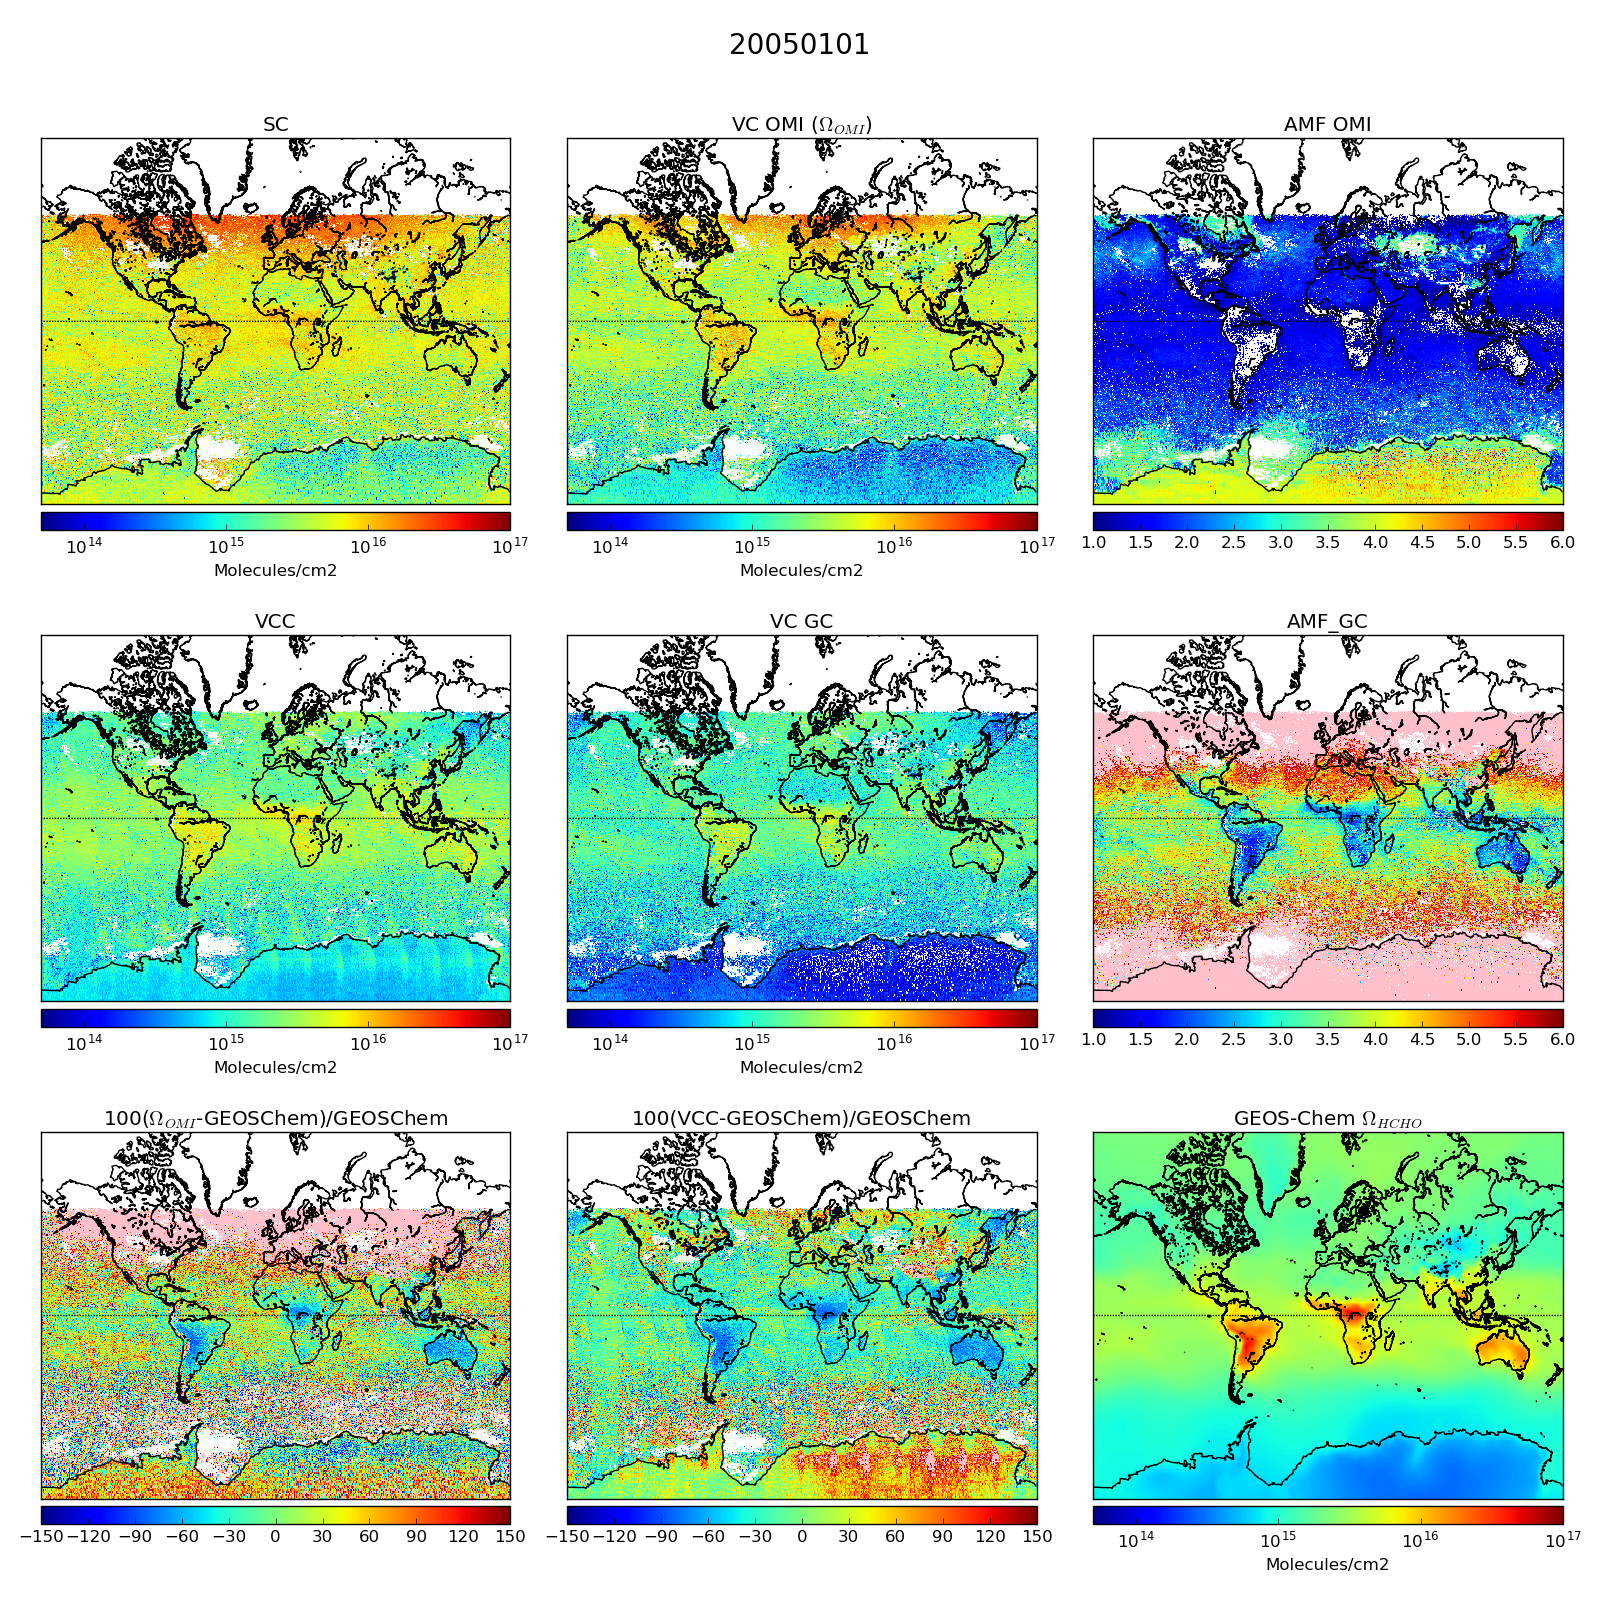 20050101
SC
VC OMI (Ω_OMI)
AMF OMI
10^14 10^15 10^16 10^17
Molecules/cm2
10^14 10^15 10^16 10^17
Molecules/cm2
1.0 1.5 2.0 2.5 3.0 3.5 4.0 4.5 5.0 5.5 6.0
VCC
VC GC
AMF_GC
10^14 10^15 10^16 10^17
Molecules/cm2
10^14 10^15 10^16 10^17
Molecules/cm2
1.0 1.5 2.0 2.5 3.0 3.5 4.0 4.5 5.0 5.5 6.0
100(Ω_OMI-GEOSChem)/GEOSChem
100(VCC-GEOSChem)/GEOSChem
GEOS-Chem Ω_HCHO
−150 −120 −90 −60 −30 0 30 60 90 120 150
−150 −120 −90 −60 −30 0 30 60 90 120 150
10^14 10^15 10^16 10^17
Molecules/cm2